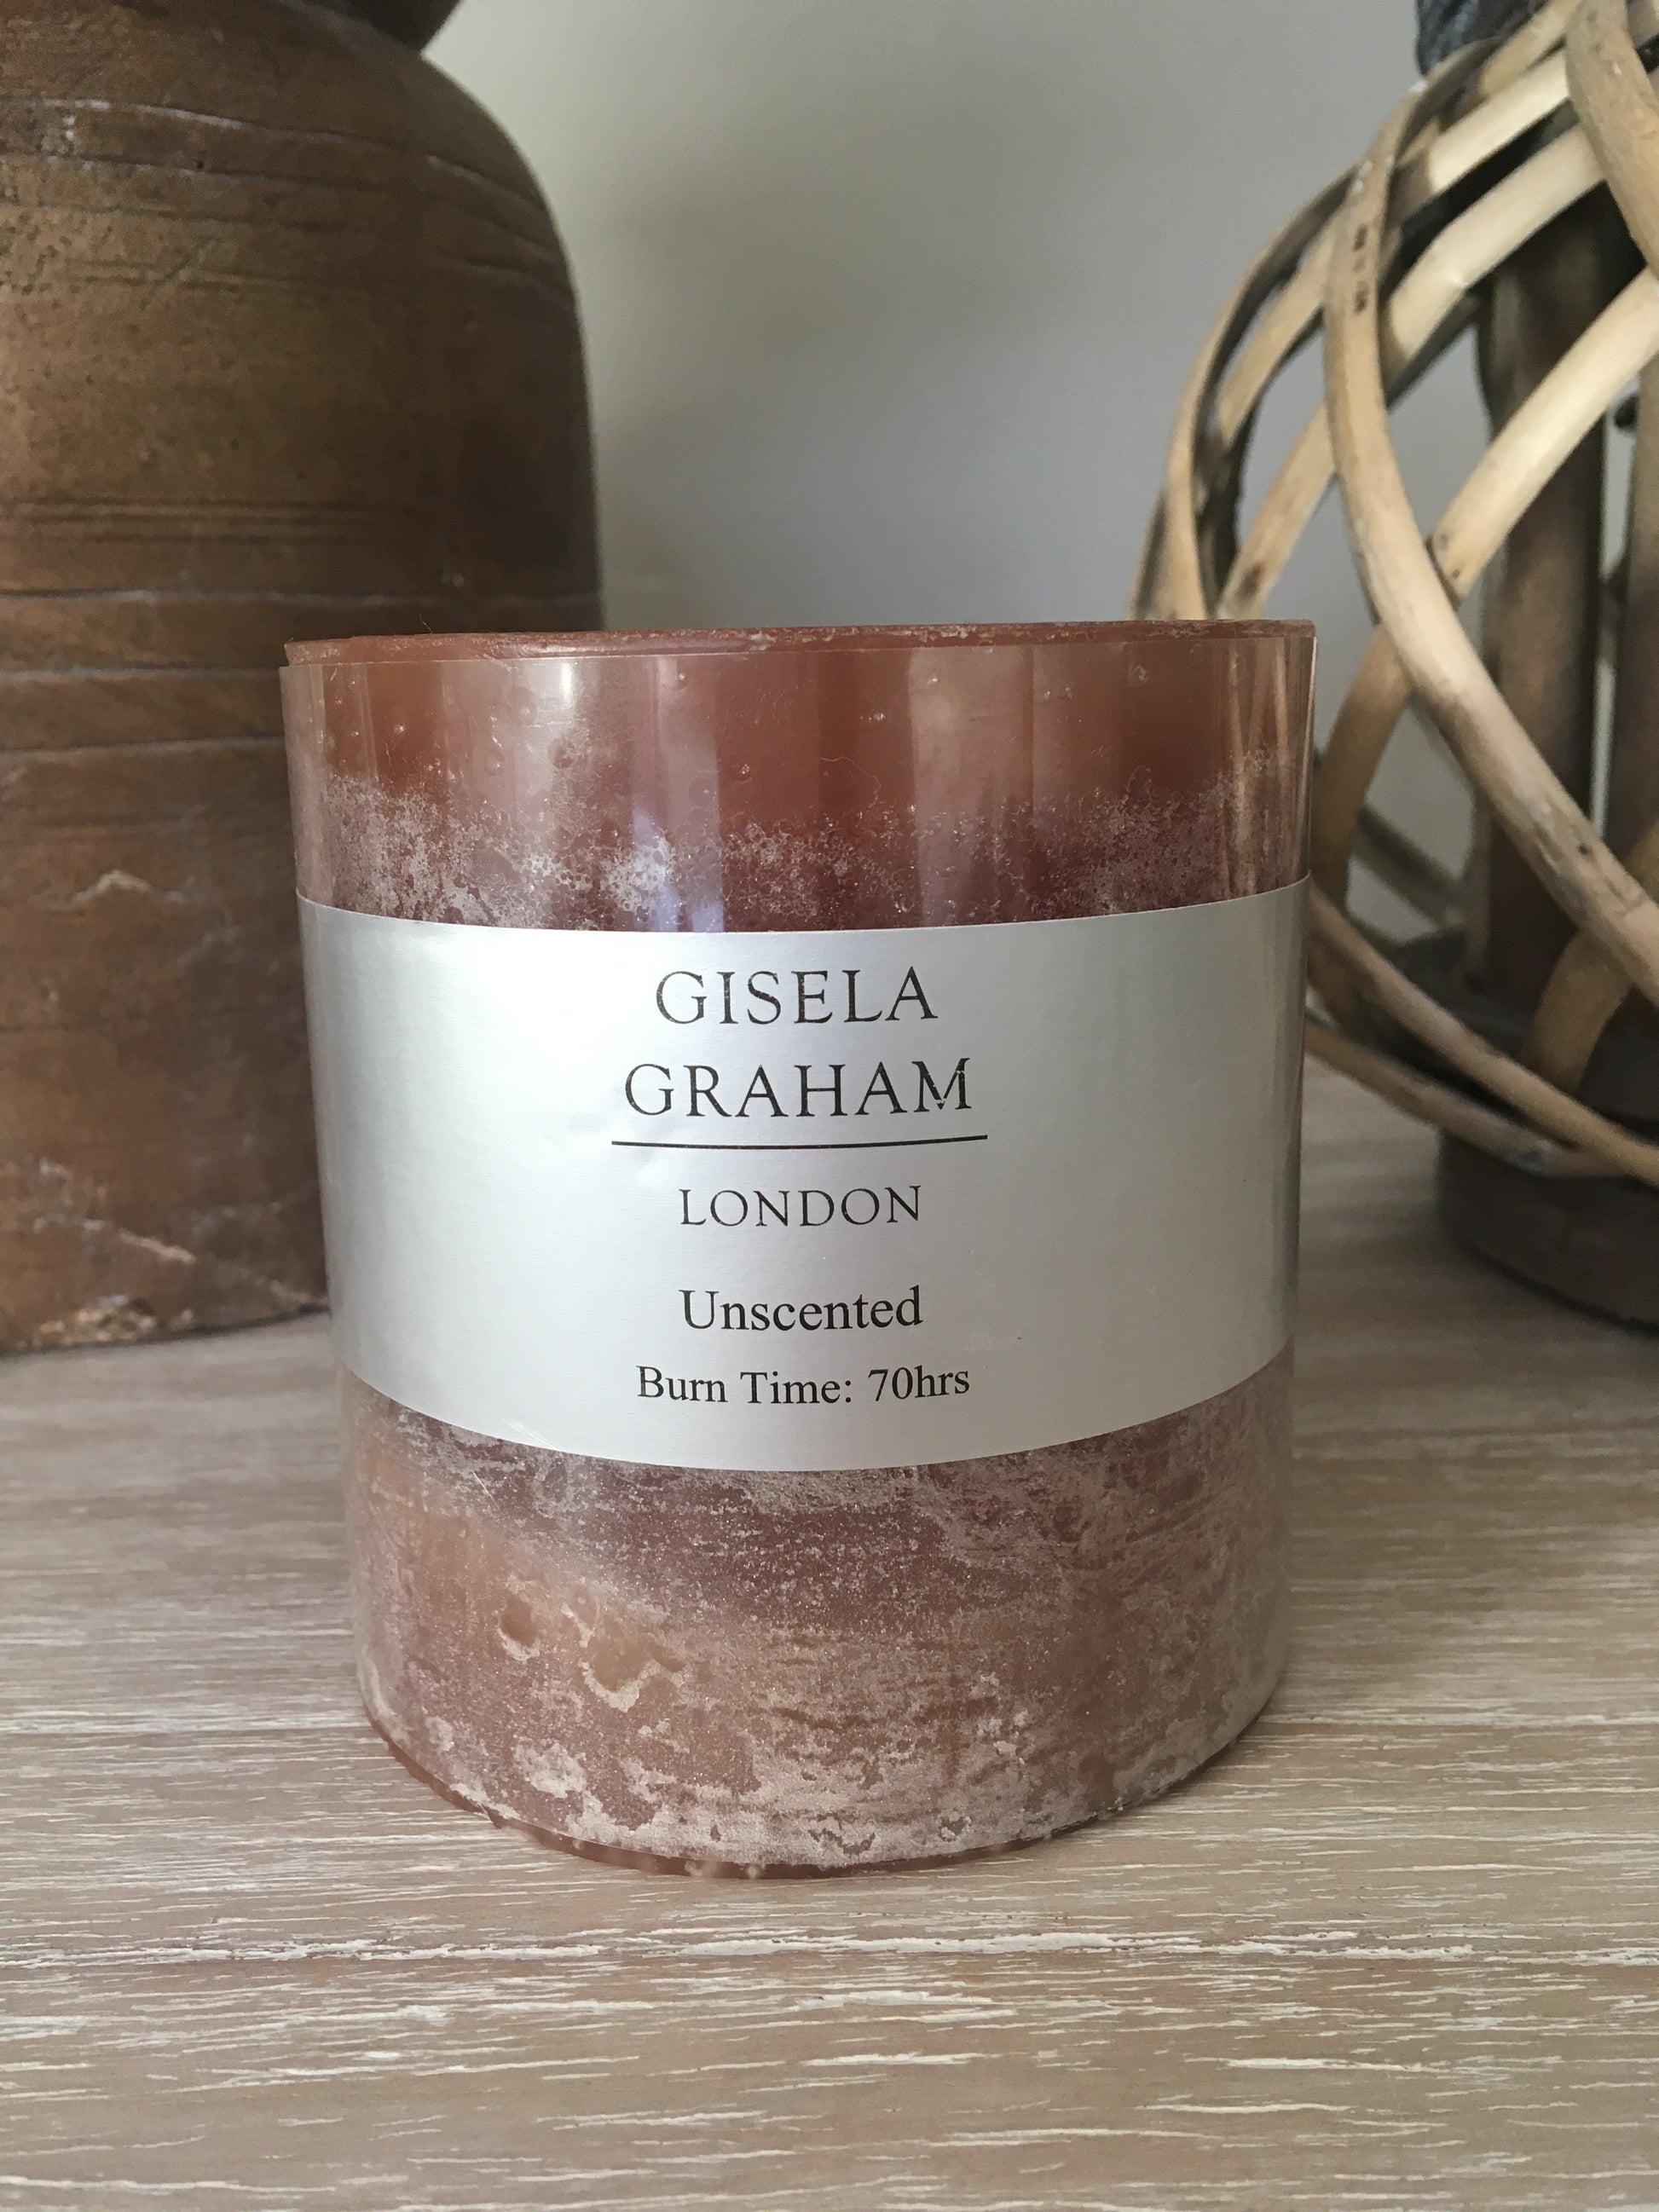 GISELA
GRAHAM
LONDON
Unscented
Burn Time: 70hrs